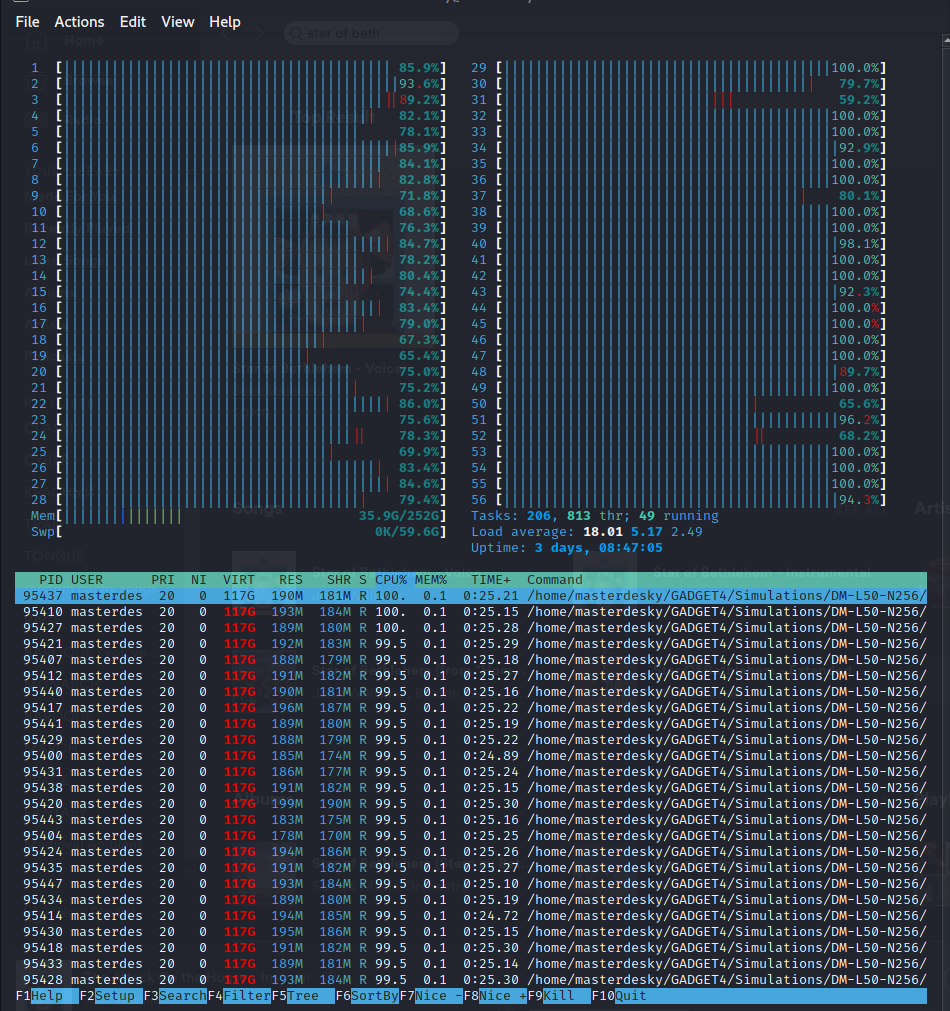 File Actions Edit View Help
Home
star of beth
1 [ 85.9%] 29 [ 100.0%]
2 [ 93.6%] 30 [ 79.7%]
3 [ 89.2%] 31 [ 59.2%]
4 [ 82.1%] 32 [ 100.0%]
5 [ 78.1%] 33 [ 100.0%]
6 [ 85.9%] 34 [ 92.9%]
7 [ 84.1%] 35 [ 100.0%]
8 [ 82.8%] 36 [ 100.0%]
9 [ 71.8%] 37 [ 80.1%]
10 [ 68.6%] 38 [ 100.0%]
11 [ 76.3%] 39 [ 100.0%]
12 [ 84.7%] 40 [ 98.1%]
13 [ 78.2%] 41 [ 100.0%]
14 [ 80.4%] 42 [ 100.0%]
15 [ 74.4%] 43 [ 92.3%]
16 [ 83.4%] 44 [ 100.0%]
17 [ 79.0%] 45 [ 100.0%]
18 [ 67.3%] 46 [ 100.0%]
19 [ 65.4%] 47 [ 100.0%]
20 [ 75.0%] 48 [ 89.7%]
21 [ 75.2%] 49 [ 100.0%]
22 [ 86.0%] 50 [ 65.6%]
23 [ 75.6%] 51 [ 96.2%]
24 [ 78.3%] 52 [ 68.2%]
25 [ 69.9%] 53 [ 100.0%]
26 [ 83.4%] 54 [ 100.0%]
27 [ 84.6%] 55 [ 100.0%]
28 [ 79.4%] 56 [ 94.3%]
Mem[ 35.9G/252G] Tasks: 206, 813 thr; 49 running
Swp[ 0K/59.6G] Load average: 18.01 5.17 2.49
Uptime: 3 days, 08:47:05
PID USER PRI NI VIRT RES SHR S CPU% MEM% TIME+ Command
95437 masterdes 20 0 117G 190M 181M R 100. 0.1 0:25.21 /home/masterdesky/GADGET4/Simulations/DM-L50-N256/
95410 masterdes 20 0 117G 193M 184M R 100. 0.1 0:25.15 /home/masterdesky/GADGET4/Simulations/DM-L50-N256/
95427 masterdes 20 0 117G 189M 180M R 100. 0.1 0:25.28 /home/masterdesky/GADGET4/Simulations/DM-L50-N256/
95421 masterdes 20 0 117G 192M 183M R 99.5 0.1 0:25.29 /home/masterdesky/GADGET4/Simulations/DM-L50-N256/
95407 masterdes 20 0 117G 188M 179M R 99.5 0.1 0:25.18 /home/masterdesky/GADGET4/Simulations/DM-L50-N256/
95412 masterdes 20 0 117G 191M 182M R 99.5 0.1 0:25.27 /home/masterdesky/GADGET4/Simulations/DM-L50-N256/
95440 masterdes 20 0 117G 190M 181M R 99.5 0.1 0:25.16 /home/masterdesky/GADGET4/Simulations/DM-L50-N256/
95417 masterdes 20 0 117G 196M 187M R 99.5 0.1 0:25.22 /home/masterdesky/GADGET4/Simulations/DM-L50-N256/
95441 masterdes 20 0 117G 189M 180M R 99.5 0.1 0:25.19 /home/masterdesky/GADGET4/Simulations/DM-L50-N256/
95429 masterdes 20 0 117G 188M 179M R 99.5 0.1 0:25.22 /home/masterdesky/GADGET4/Simulations/DM-L50-N256/
95400 masterdes 20 0 117G 185M 174M R 99.5 0.1 0:24.89 /home/masterdesky/GADGET4/Simulations/DM-L50-N256/
95431 masterdes 20 0 117G 186M 177M R 99.5 0.1 0:25.24 /home/masterdesky/GADGET4/Simulations/DM-L50-N256/
95438 masterdes 20 0 117G 191M 182M R 99.5 0.1 0:25.15 /home/masterdesky/GADGET4/Simulations/DM-L50-N256/
95420 masterdes 20 0 117G 199M 190M R 99.5 0.1 0:25.30 /home/masterdesky/GADGET4/Simulations/DM-L50-N256/
95443 masterdes 20 0 117G 183M 175M R 99.5 0.1 0:25.16 /home/masterdesky/GADGET4/Simulations/DM-L50-N256/
95404 masterdes 20 0 117G 178M 170M R 99.5 0.1 0:25.25 /home/masterdesky/GADGET4/Simulations/DM-L50-N256/
95424 masterdes 20 0 117G 194M 186M R 99.5 0.1 0:25.26 /home/masterdesky/GADGET4/Simulations/DM-L50-N256/
95435 masterdes 20 0 117G 191M 182M R 99.5 0.1 0:25.27 /home/masterdesky/GADGET4/Simulations/DM-L50-N256/
95447 masterdes 20 0 117G 193M 184M R 99.5 0.1 0:25.10 /home/masterdesky/GADGET4/Simulations/DM-L50-N256/
95434 masterdes 20 0 117G 189M 180M R 99.5 0.1 0:25.19 /home/masterdesky/GADGET4/Simulations/DM-L50-N256/
95414 masterdes 20 0 117G 194M 185M R 99.5 0.1 0:24.72 /home/masterdesky/GADGET4/Simulations/DM-L50-N256/
95430 masterdes 20 0 117G 195M 186M R 99.5 0.1 0:25.15 /home/masterdesky/GADGET4/Simulations/DM-L50-N256/
95418 masterdes 20 0 117G 191M 182M R 99.5 0.1 0:25.30 /home/masterdesky/GADGET4/Simulations/DM-L50-N256/
95433 masterdes 20 0 117G 189M 181M R 99.5 0.1 0:25.14 /home/masterdesky/GADGET4/Simulations/DM-L50-N256/
95428 masterdes 20 0 117G 193M 184M R 99.5 0.1 0:25.30 /home/masterdesky/GADGET4/Simulations/DM-L50-N256/
F1Help F2Setup F3SearchF4FilterF5Tree F6SortByF7Nice -F8Nice +F9Kill F10Quit